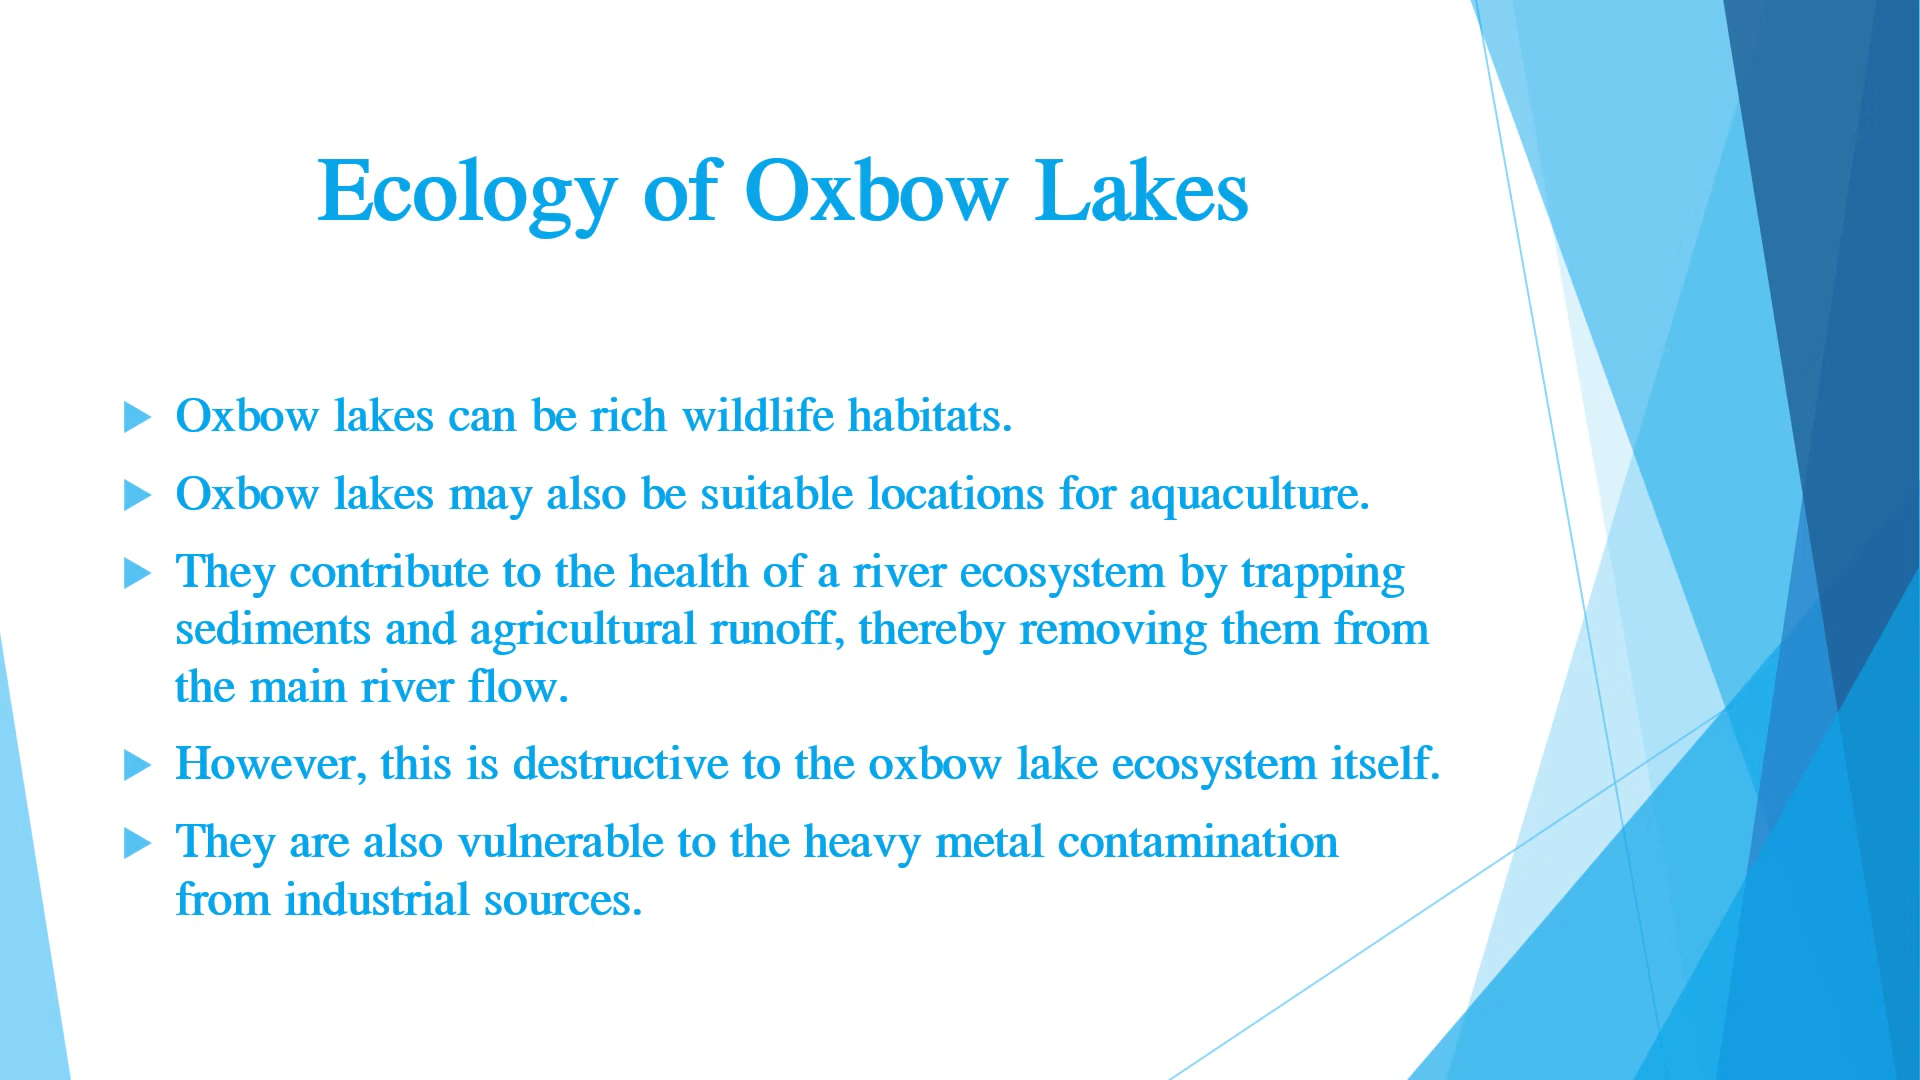 Ecology of Oxbow Lakes
Oxbow lakes can be rich wildlife habitats.
Oxbow lakes may also be suitable locations for aquaculture.
They contribute to the health of a river ecosystem by trapping
sediments and agricultural runoff, thereby removing them from
the main river flow.
However, this is destructive to the oxbow lake ecosystem itself.
They are also vulnerable to the heavy metal contamination
from industrial sources.